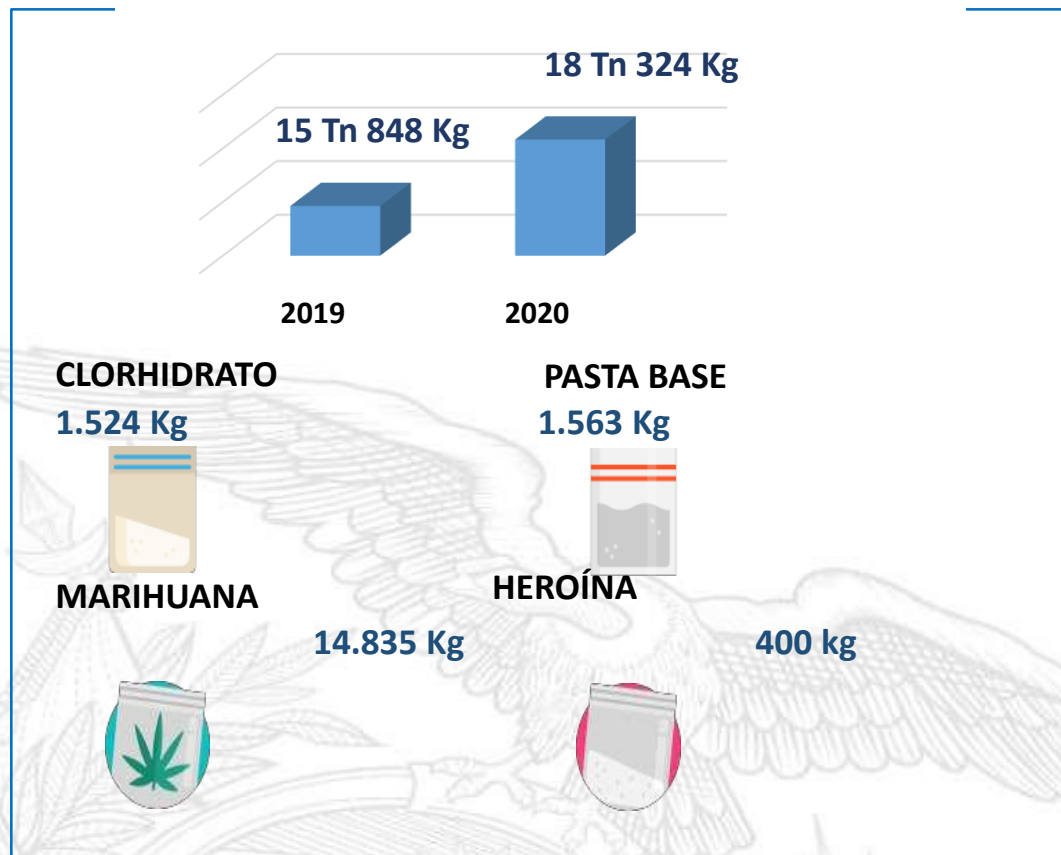 18 Tn 324 Kg
15 Tn 848 Kg
2019 2020
CLORHIDRATO
1.524 Kg
PASTA BASE
1.563 Kg
MARIHUANA
14.835 Kg
HEROÍNA
400 kg